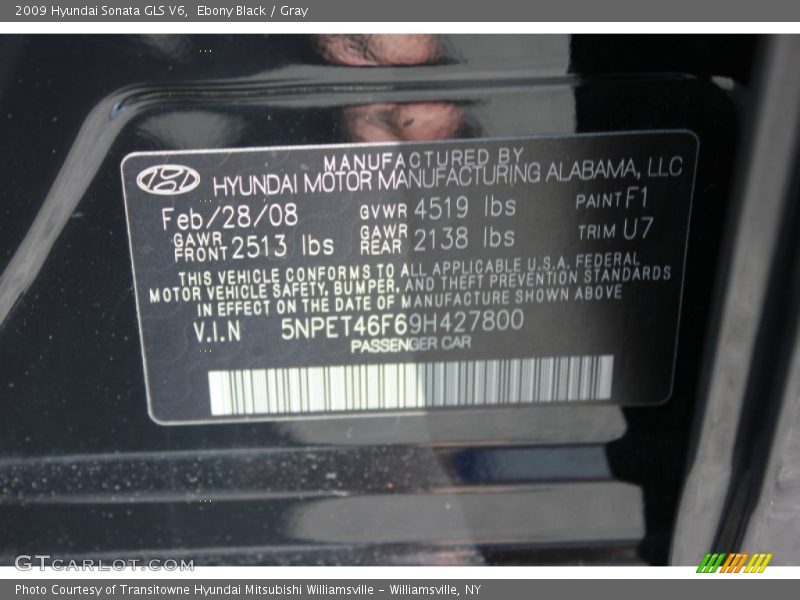 2009 Hyundai Sonata GLS V6,  Ebony Black / Gray
MANUFACTURED BY
HYUNDAI MOTOR MANUFACTURING ALABAMA, LLC
Feb/28/08 GVWR 4519 lbs PAINT F1
GAWR FRONT 2513 lbs GAWR REAR 2138 lbs TRIM U7
THIS VEHICLE CONFORMS TO ALL APPLICABLE U.S.A. FEDERAL
MOTOR VEHICLE SAFETY, BUMPER, AND THEFT PREVENTION STANDARDS
IN EFFECT ON THE DATE OF MANUFACTURE SHOWN ABOVE
V.I.N 5NPET46F69H427800
PASSENGER CAR
GTCARLOT.COM
Photo Courtesy of Transitowne Hyundai Mitsubishi Williamsville - Williamsville, NY